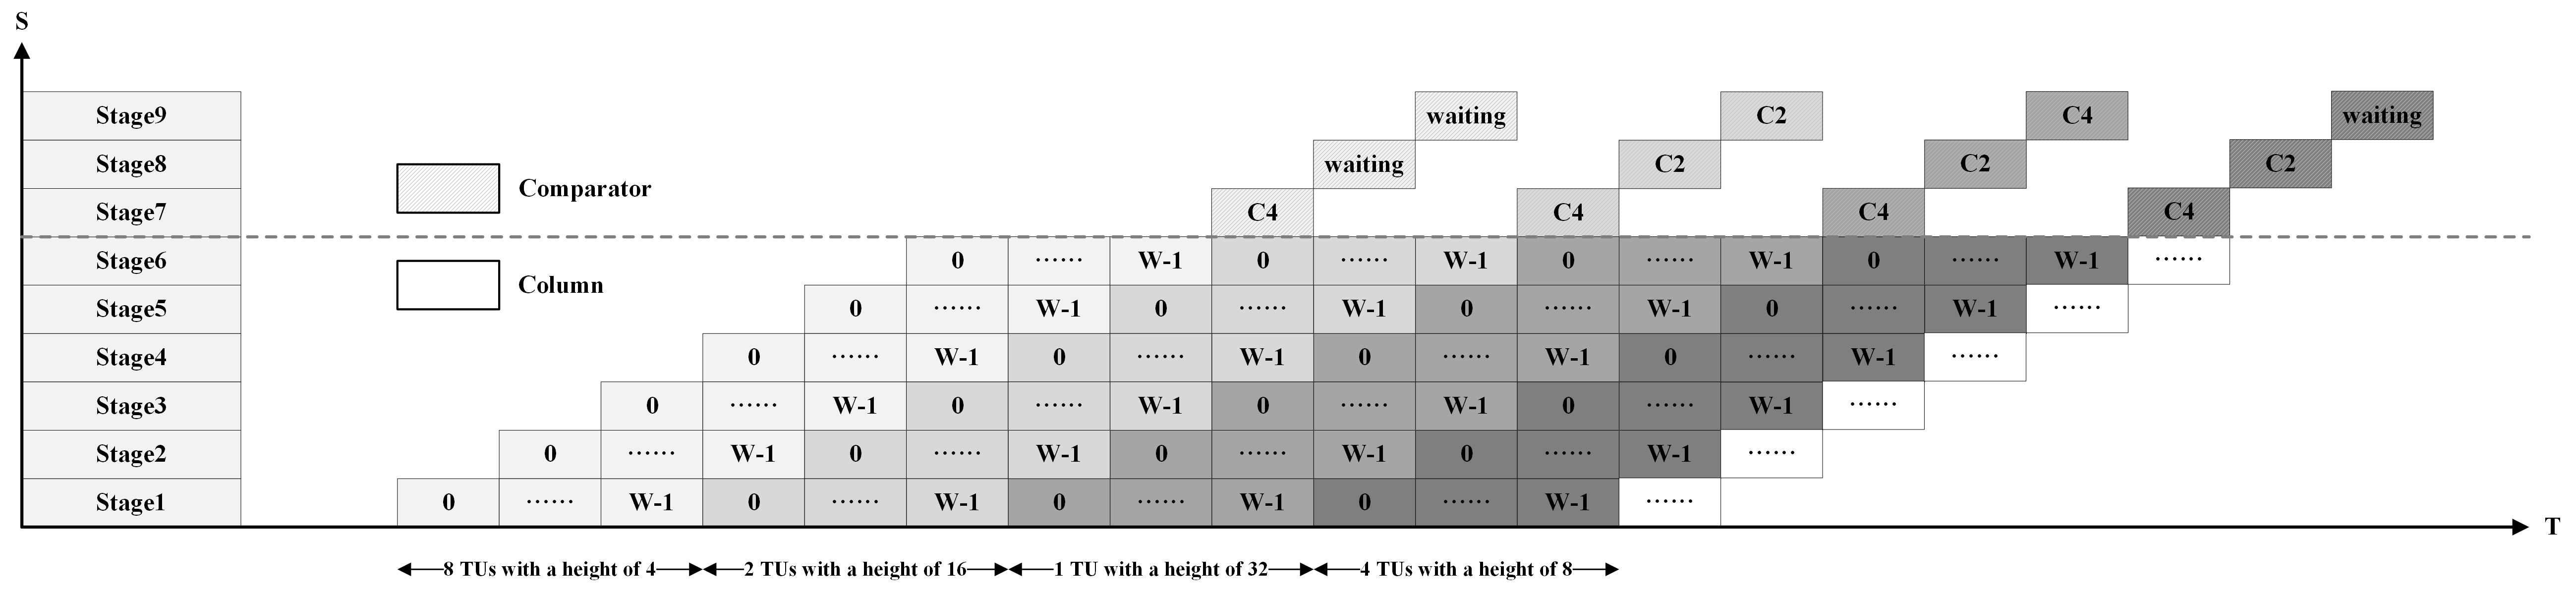 S
Stage9 waiting C2 C4 waiting
Stage8 waiting C2 C2 C2
Comparator
Stage7 C4 C4 C4 C4
Stage6 0 ...... W-1 0 ...... W-1 0 ...... W-1 0 ...... W-1 ......
Column
Stage5 0 ...... W-1 0 ...... W-1 0 ...... W-1 0 ...... W-1 ......
Stage4 0 ...... W-1 0 ...... W-1 0 ...... W-1 0 ...... W-1 ......
Stage3 0 ...... W-1 0 ...... W-1 0 ...... W-1 0 ...... W-1 ......
Stage2 0 ...... W-1 0 ...... W-1 0 ...... W-1 0 ...... W-1 ......
Stage1 0 ...... W-1 0 ...... W-1 0 ...... W-1 0 ...... W-1 ......
T
8 TUs with a height of 4 2 TUs with a height of 16 1 TU with a height of 32 4 TUs with a height of 8